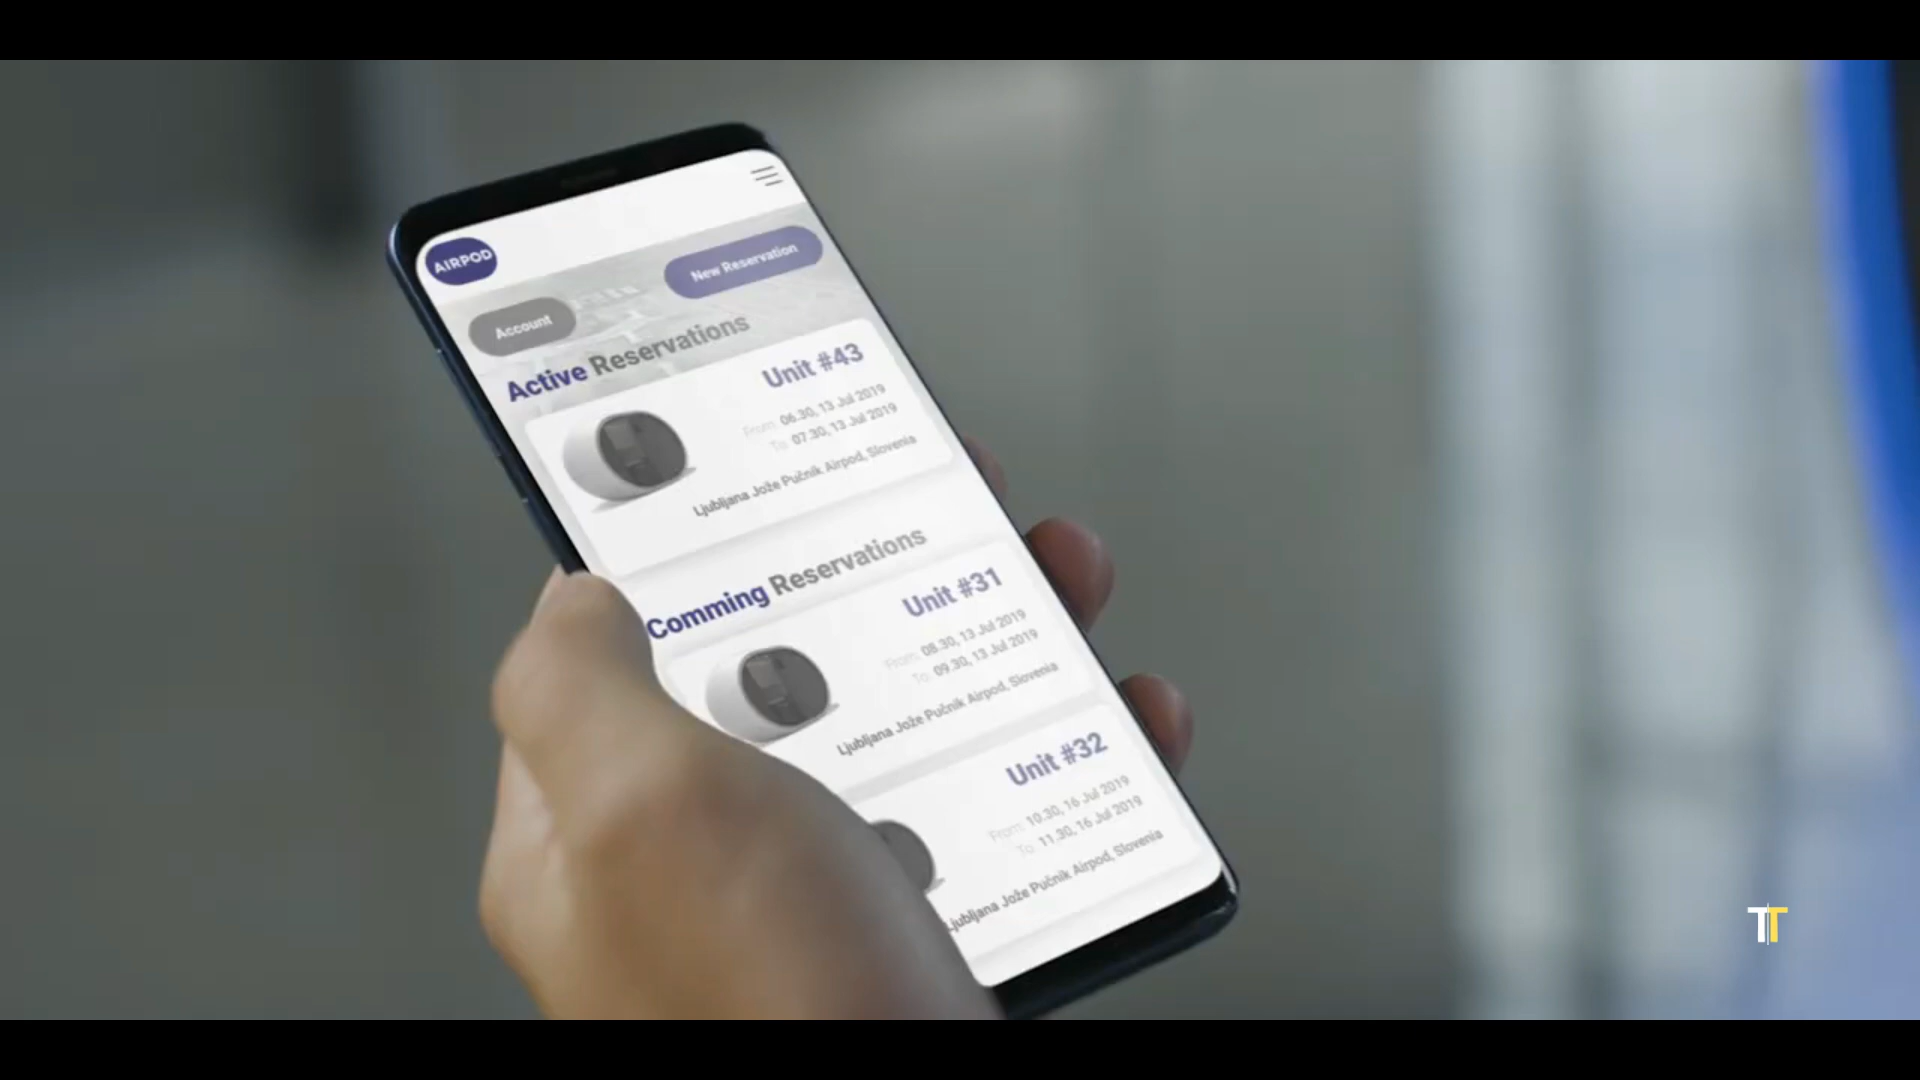 AIRPOD
New Reservation
Account
Active Reservations
Unit #43
From: 06.30, 13 Jul 2019
To: 07.30, 13 Jul 2019
Ljubljana Jože Pučnik Airpod, Slovenia
Comming Reservations
Unit #31
From: 08.30, 13 Jul 2019
To: 09.30, 13 Jul 2019
Ljubljana Jože Pučnik Airpod, Slovenia
Unit #32
From: 10.30, 16 Jul 2019
To: 11.30, 16 Jul 2019
Ljubljana Jože Pučnik Airpod, Slovenia
TT